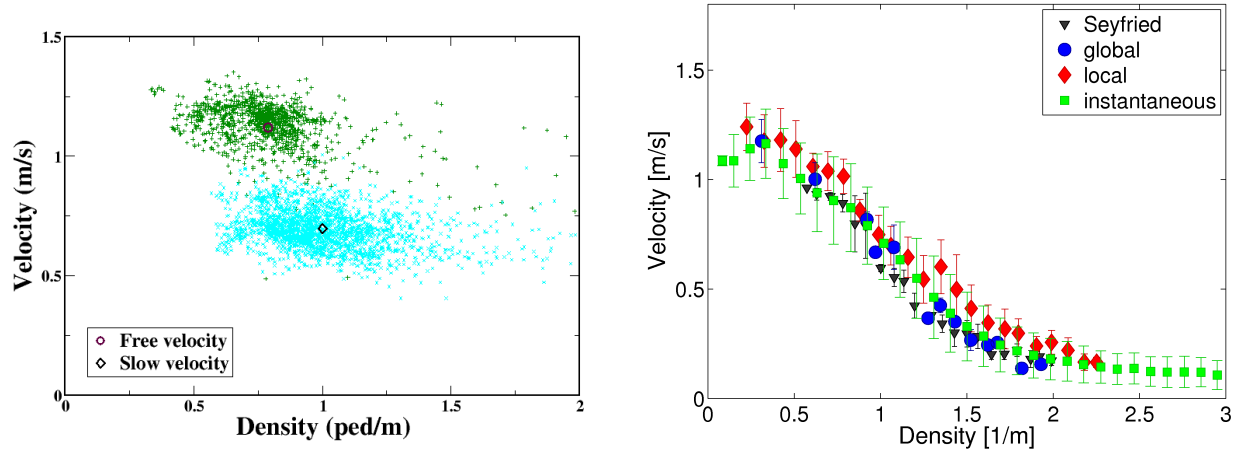 1.5
1
0.5
0
Velocity (m/s)
Free velocity
Slow velocity
0
0.5
1
1.5
2
Density (ped/m)
1.5
1
0.5
0
Velocity [m/s]
Seyfried
global
local
instantaneous
0
0.5
1
1.5
2
2.5
3
Density [1/m]